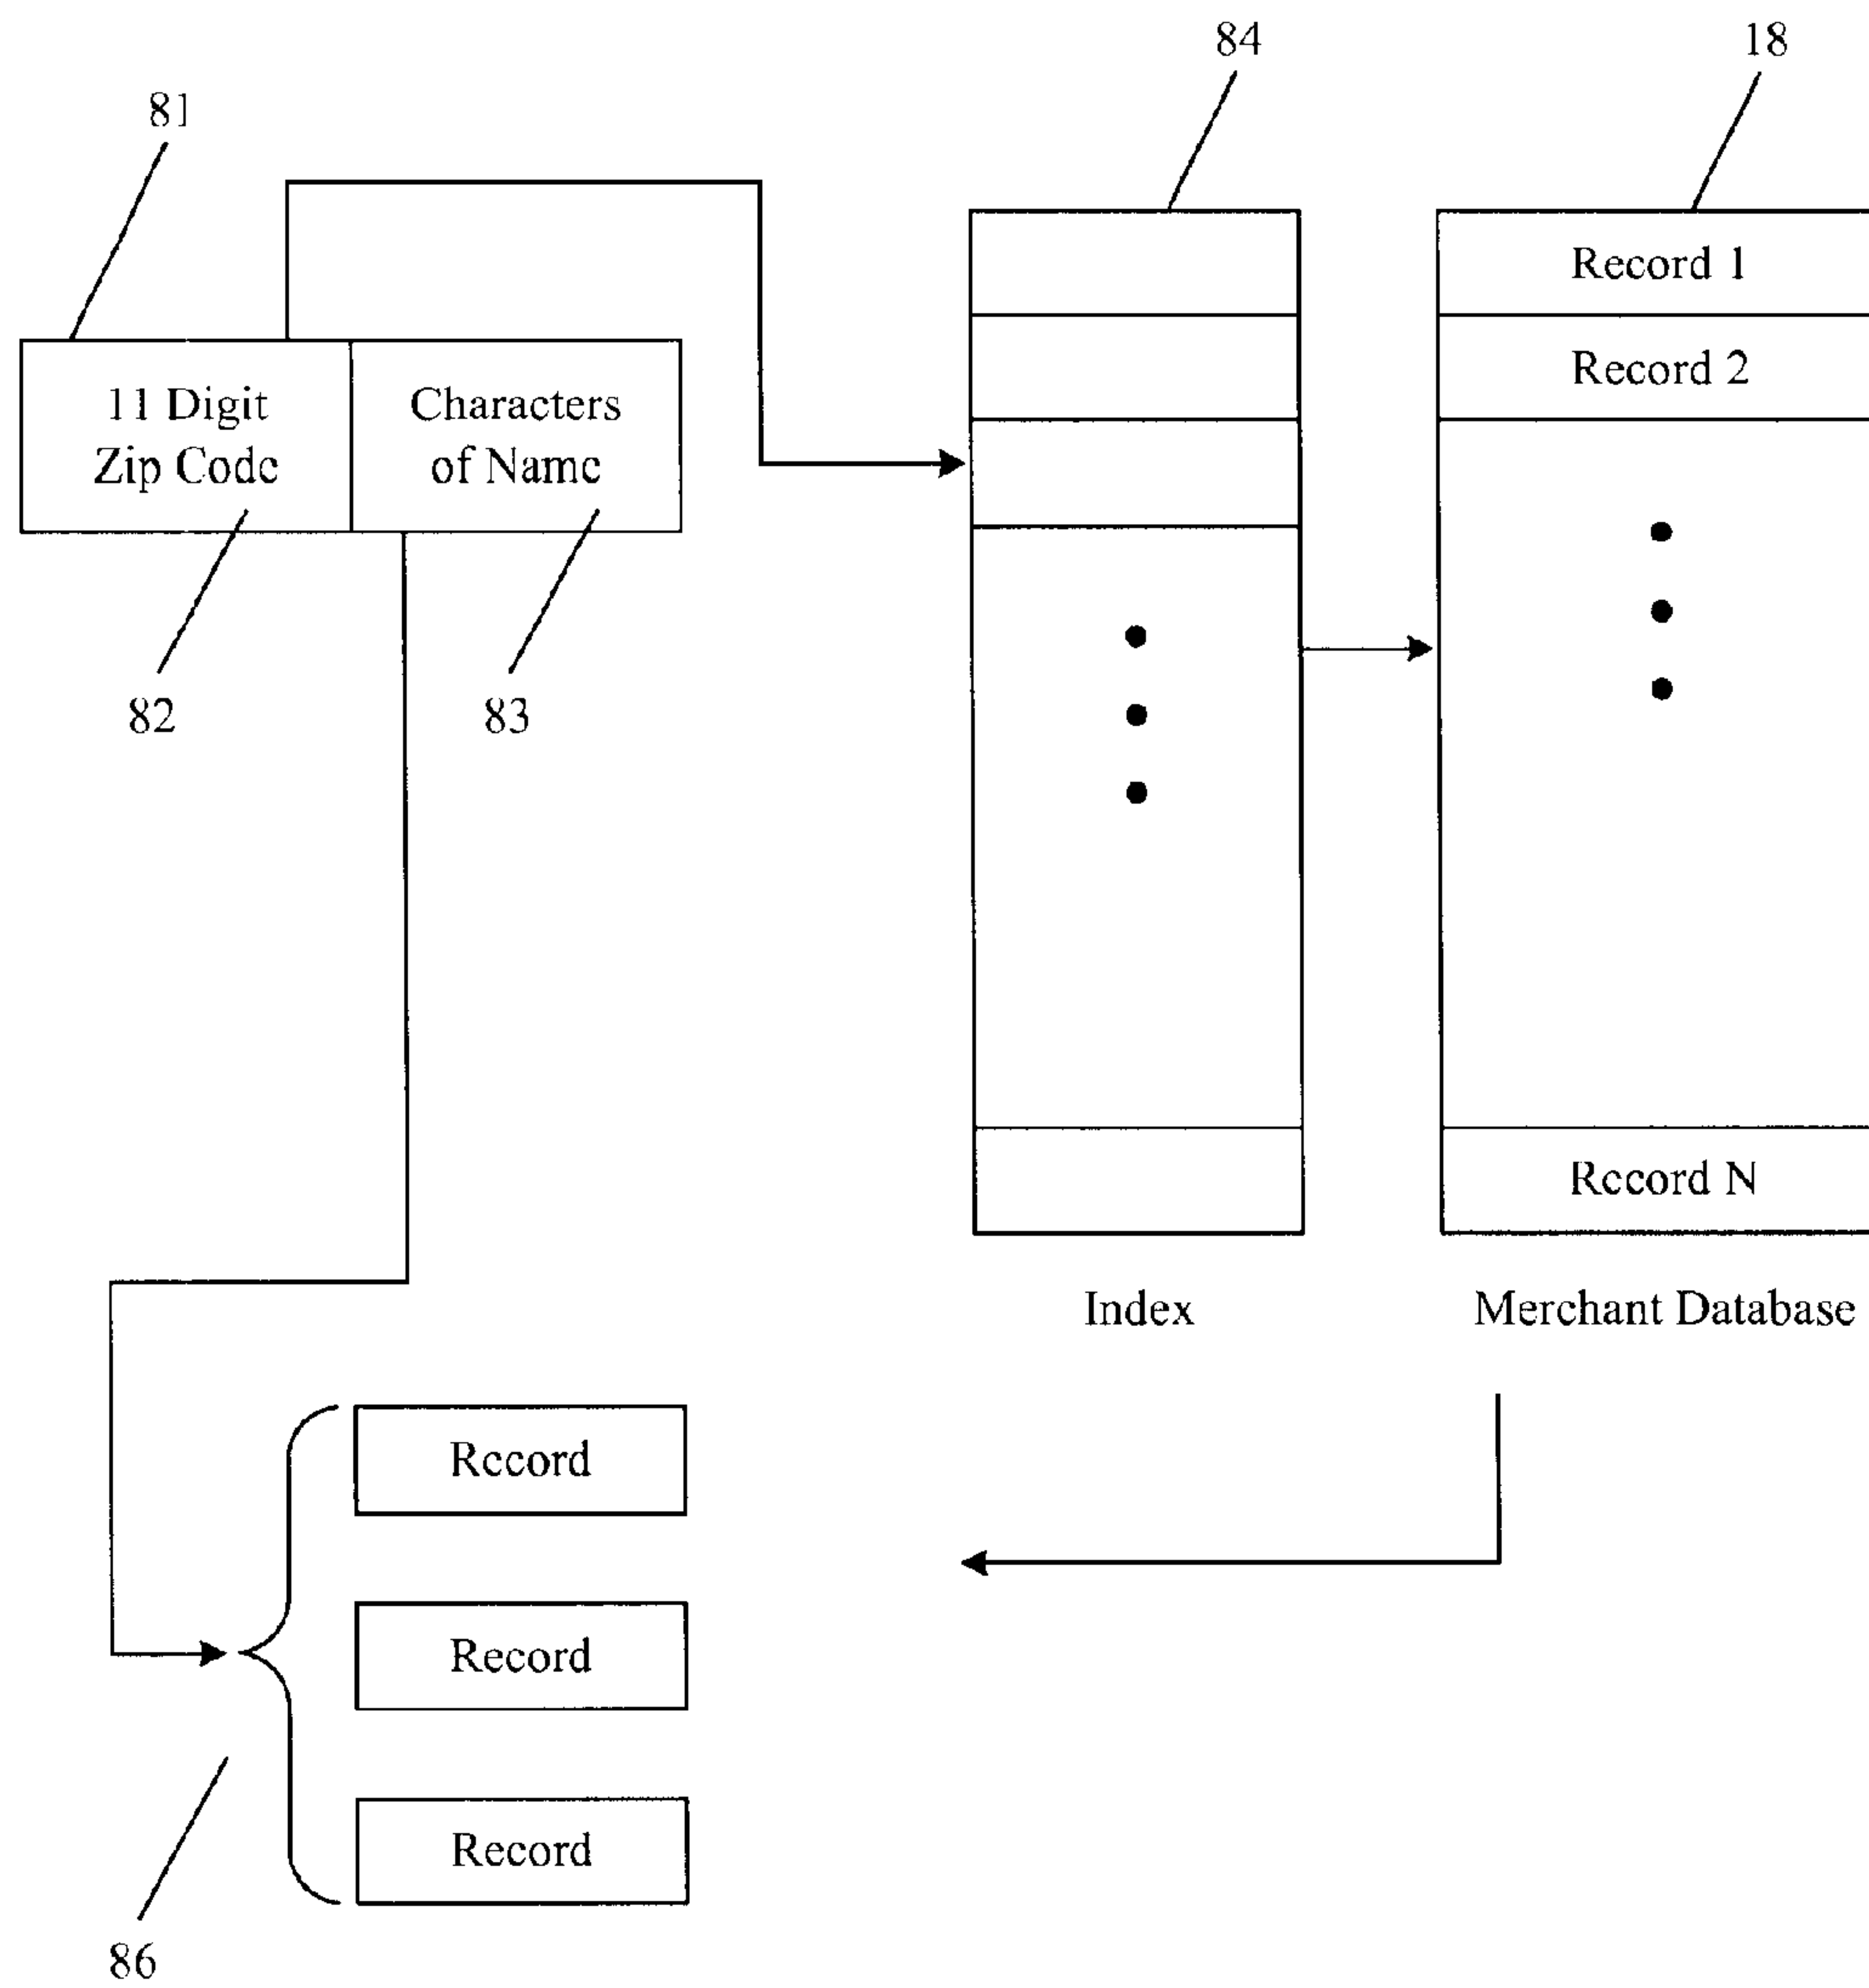 84
18
81
Record 1
Record 2
11 Digit
Zip Code
Characters
of Name
82
83
Record N
Index
Merchant Database
Record
Record
Record
86